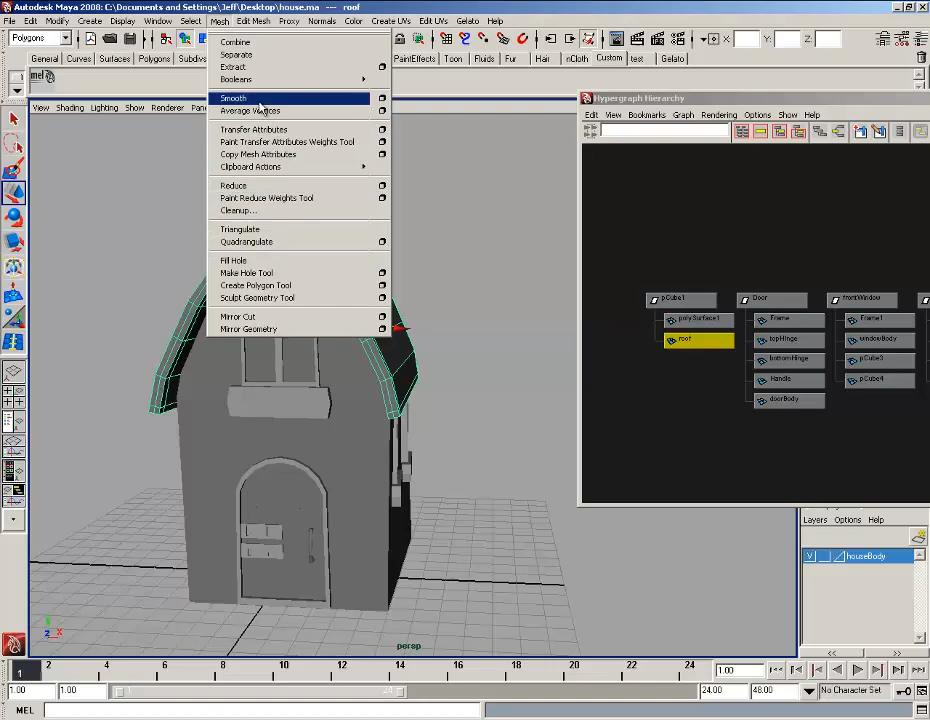 Autodesk Maya 2008: C:\Documents and Settings\Jeff\Desktop\house.ma --- roof
File Edit Modify Create Display Window Select Mesh Edit Mesh Proxy Normals Color Create UVs Edit UVs Gelato Help
Polygons X: Y: Z:
General Curves Surfaces Polygons Subdivs PaintEffects Toon Fluids Fur Hair nCloth Custom test Gelato
mel
View Shading Lighting Show Renderer Pan
Combine
Separate
Extract
Booleans
Smooth
Average Vertices
Transfer Attributes
Paint Transfer Attributes Weights Tool
Copy Mesh Attributes
Clipboard Actions
Reduce
Paint Reduce Weights Tool
Cleanup...
Triangulate
Quadrangulate
Fill Hole
Make Hole Tool
Create Polygon Tool
Sculpt Geometry Tool
Mirror Cut
Mirror Geometry
Hypergraph Hierarchy
Edit View Bookmarks Graph Rendering Options Show Help
pCube1 Door frontWindow
polySurface1 Frame Frame1
roof topHinge windowBody
bottomHinge pCube3
Handle pCube4
doorBody
Layers Options Help
V houseBody
Y
Z X
persp
1 2 4 6 8 10 12 14 16 18 20 22 24 1.00
1.00 1.00 1 24 24.00 48.00 No Character Set
MEL